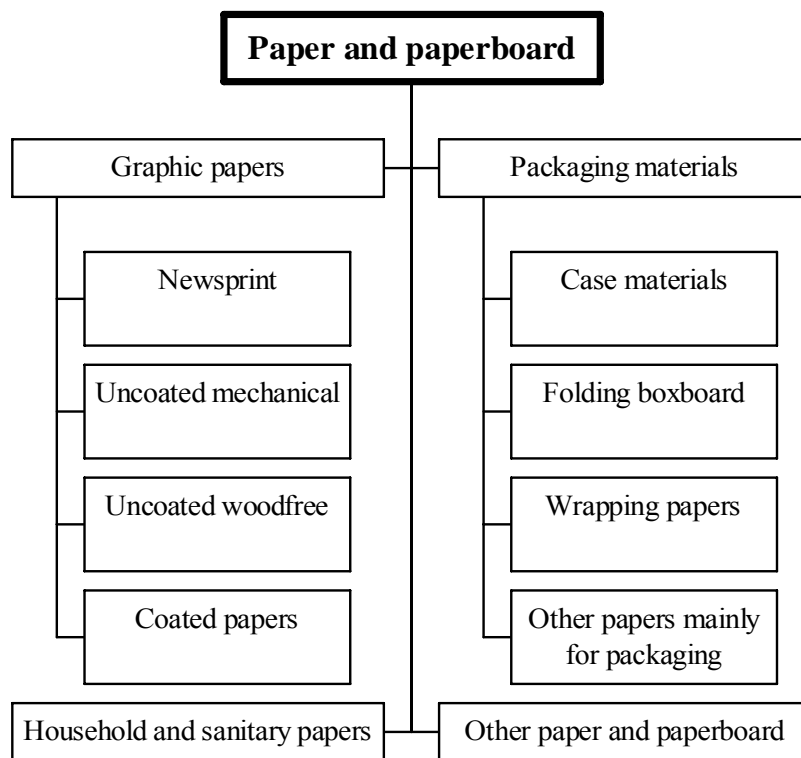 Paper and paperboard
Graphic papers
Newsprint
Uncoated mechanical
Uncoated woodfree
Coated papers
Packaging materials
Case materials
Folding boxboard
Wrapping papers
Other papers mainly
for packaging
Household and sanitary papers
Other paper and paperboard